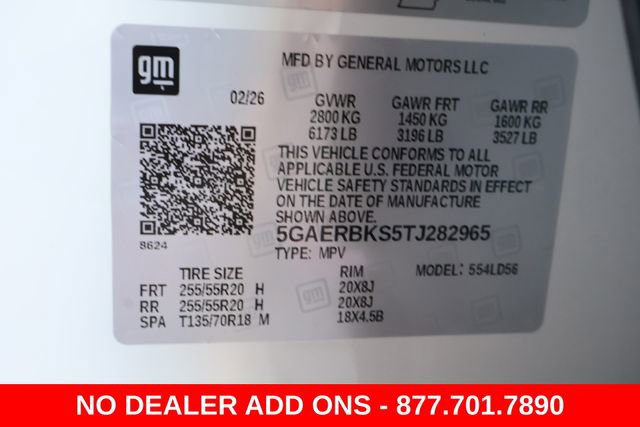 gm
MFD BY GENERAL MOTORS LLC
02/26 GVWR GAWR FRT GAWR RR
2800 KG 1450 KG 1600 KG
6173 LB 3196 LB 3527 LB
THIS VEHICLE CONFORMS TO ALL
APPLICABLE U.S. FEDERAL MOTOR
VEHICLE SAFETY STANDARDS IN EFFECT
ON THE DATE OF MANUFACTURE
SHOWN ABOVE.
8624
5GAERBKS5TJ282965
TYPE: MPV MODEL: 554LD56
TIRE SIZE RIM
FRT 255/55R20 H 20X8J
RR 255/55R20 H 20X8J
SPA T135/70R18 M 18X4.5B
NO DEALER ADD ONS - 877.701.7890